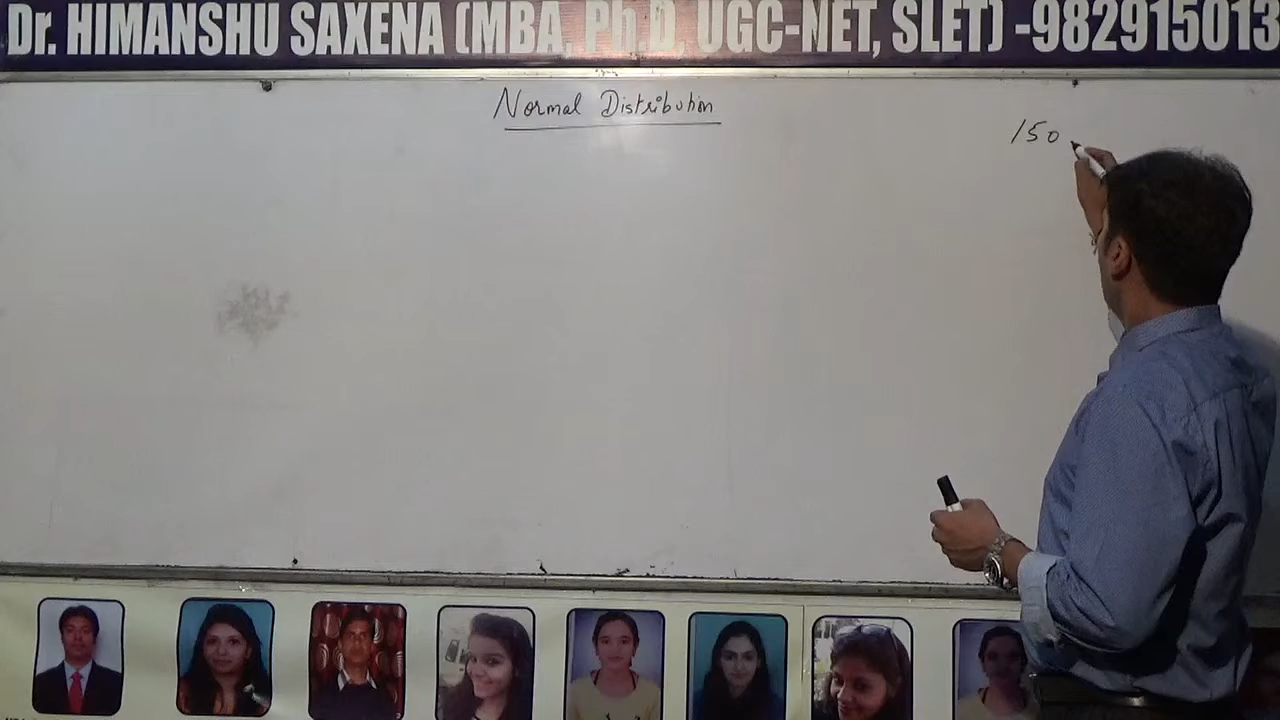 Dr. HIMANSHU SAXENA (MBA, Ph.D, UGC-NET, SLET) -982915013
Normal Distribution
150